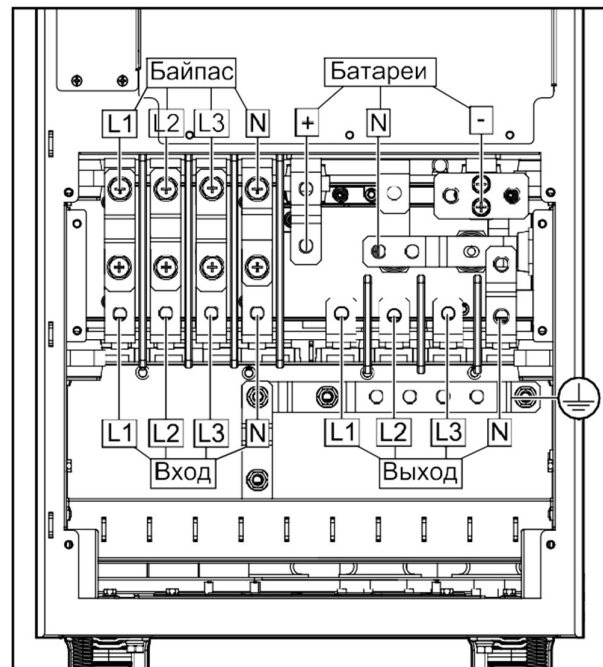 Байпас Батареи
L1 L2 L3 N + N -
L1 L2 L3 N L1 L2 L3 N
Вход Выход